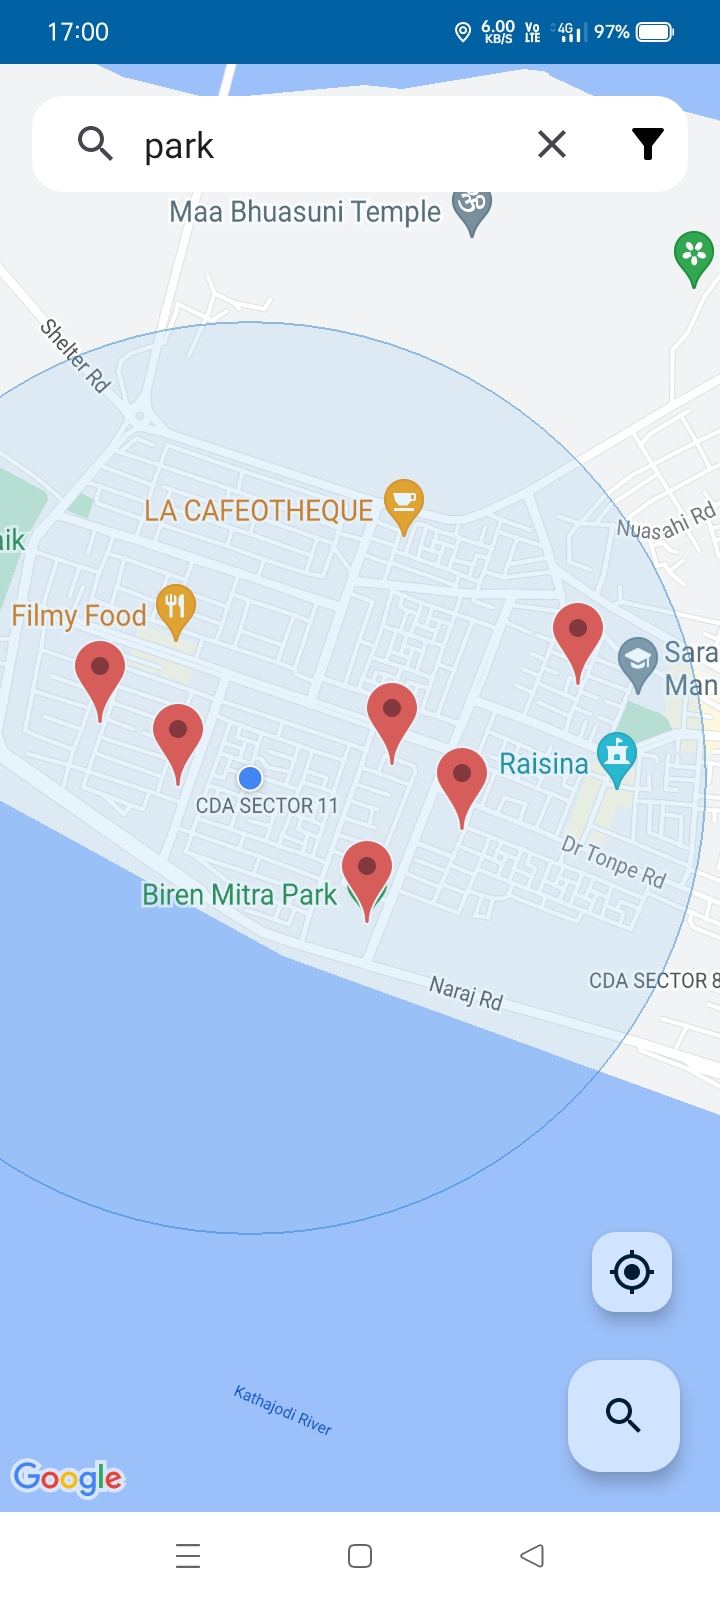 17:00
6.00
KB/S
Vo
LTE
4G
97%
park
Maa Bhuasuni Temple
Shelter Rd
LA CAFEOTHEQUE
Nuasahi Rd
aik
Filmy Food
Sara
Man
Raisina
CDA SECTOR 11
Dr Tonpe Rd
Biren Mitra Park
CDA SECTOR 8
Naraj Rd
Kathajodi River
Google